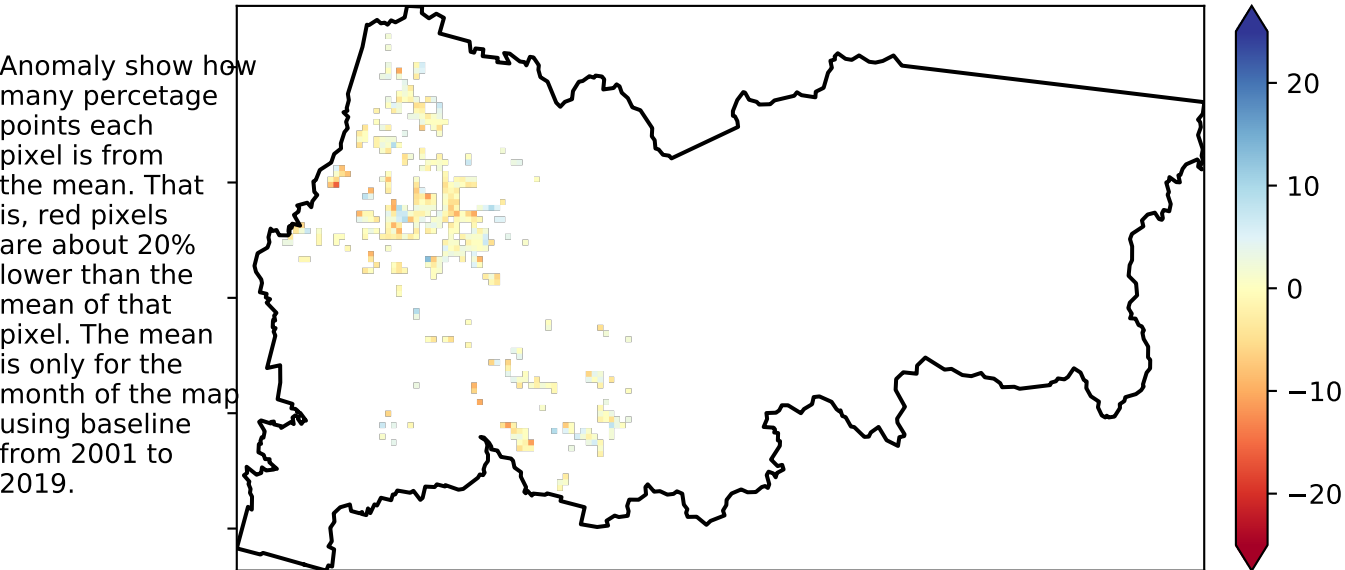 Anomaly show how
many percetage
points each
pixel is from
the mean. That
is, red pixels
are about 20%
lower than the
mean of that
pixel. The mean
is only for the
month of the map
using baseline
from 2001 to
2019.
20
10
0
−10
−20